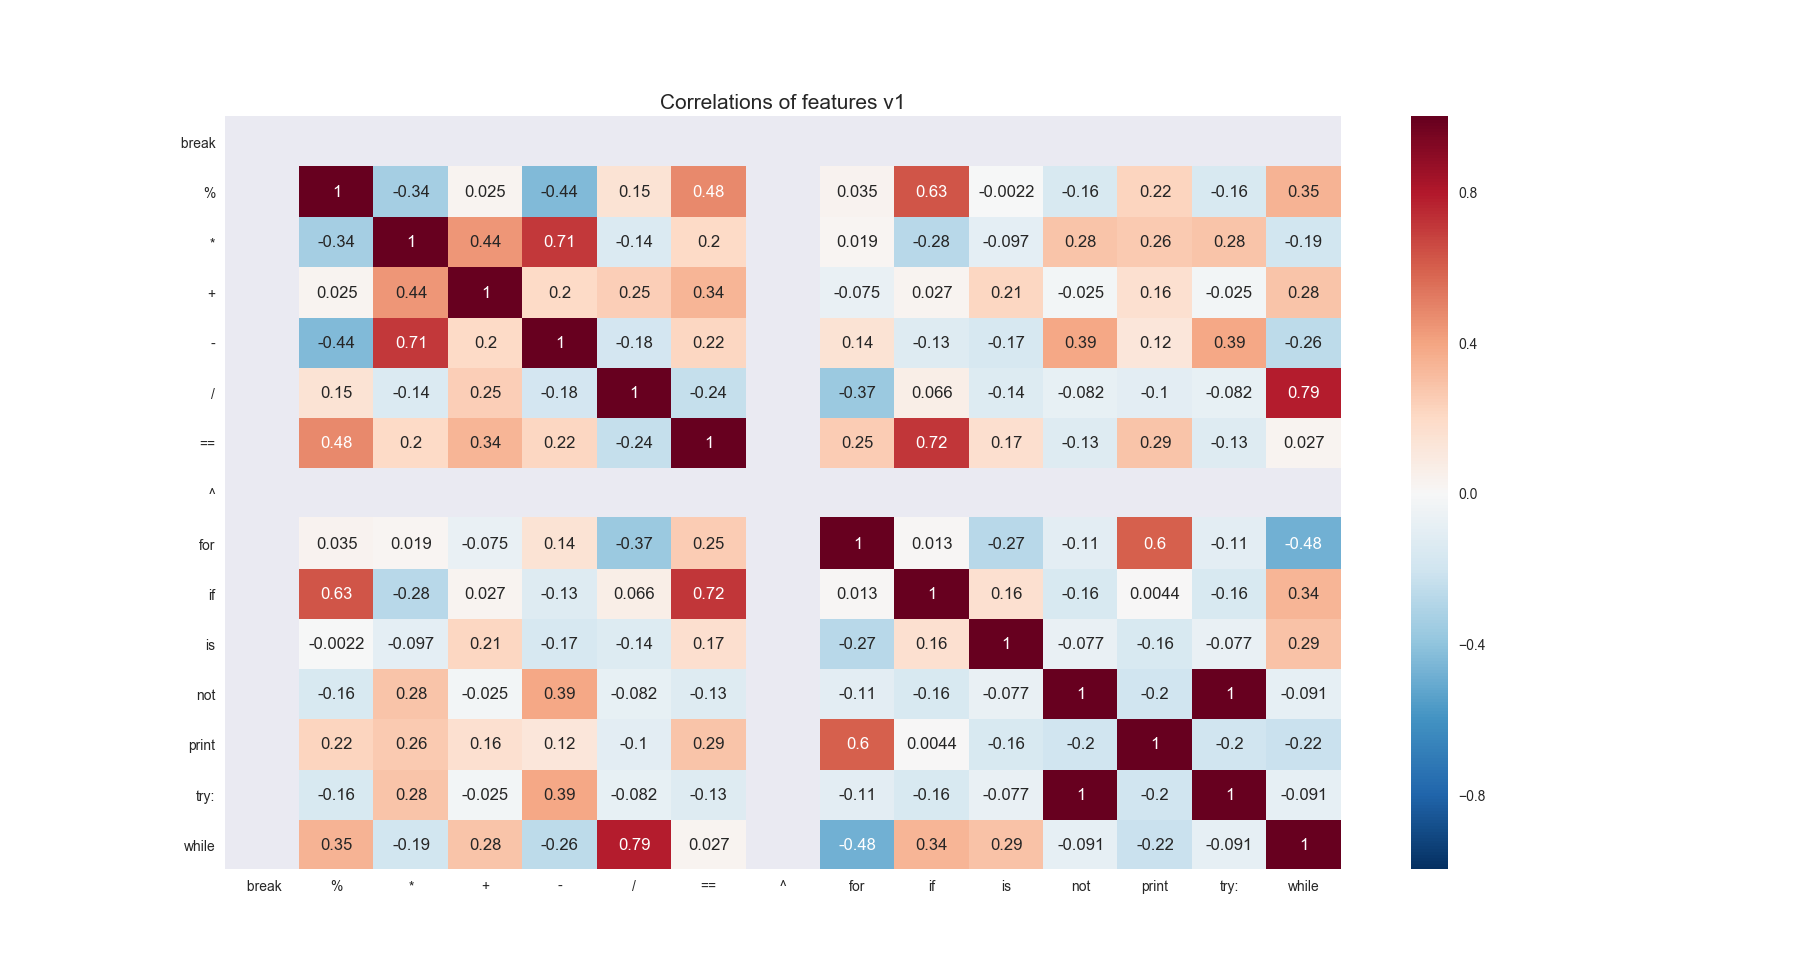 Correlations of features v1
break
% 1 -0.34 0.025 -0.44 0.15 0.48 0.035 0.63 -0.0022 -0.16 0.22 -0.16 0.35 0.8
* -0.34 1 0.44 0.71 -0.14 0.2 0.019 -0.28 -0.097 0.28 0.26 0.28 -0.19
+ 0.025 0.44 1 0.2 0.25 0.34 -0.075 0.027 0.21 -0.025 0.16 -0.025 0.28
- -0.44 0.71 0.2 1 -0.18 0.22 0.14 -0.13 -0.17 0.39 0.12 0.39 -0.26 0.4
/ 0.15 -0.14 0.25 -0.18 1 -0.24 -0.37 0.066 -0.14 -0.082 -0.1 -0.082 0.79
== 0.48 0.2 0.34 0.22 -0.24 1 0.25 0.72 0.17 -0.13 0.29 -0.13 0.027
^ 0.0
for 0.035 0.019 -0.075 0.14 -0.37 0.25 1 0.013 -0.27 -0.11 0.6 -0.11 -0.48
if 0.63 -0.28 0.027 -0.13 0.066 0.72 0.013 1 0.16 -0.16 0.0044 -0.16 0.34
is -0.0022 -0.097 0.21 -0.17 -0.14 0.17 -0.27 0.16 1 -0.077 -0.16 -0.077 0.29 −0.4
not -0.16 0.28 -0.025 0.39 -0.082 -0.13 -0.11 -0.16 -0.077 1 -0.2 1 -0.091
print 0.22 0.26 0.16 0.12 -0.1 0.29 0.6 0.0044 -0.16 -0.2 1 -0.2 -0.22
try: -0.16 0.28 -0.025 0.39 -0.082 -0.13 -0.11 -0.16 -0.077 1 -0.2 1 -0.091 −0.8
while 0.35 -0.19 0.28 -0.26 0.79 0.027 -0.48 0.34 0.29 -0.091 -0.22 -0.091 1
break % * + - / == ^ for if is not print try: while